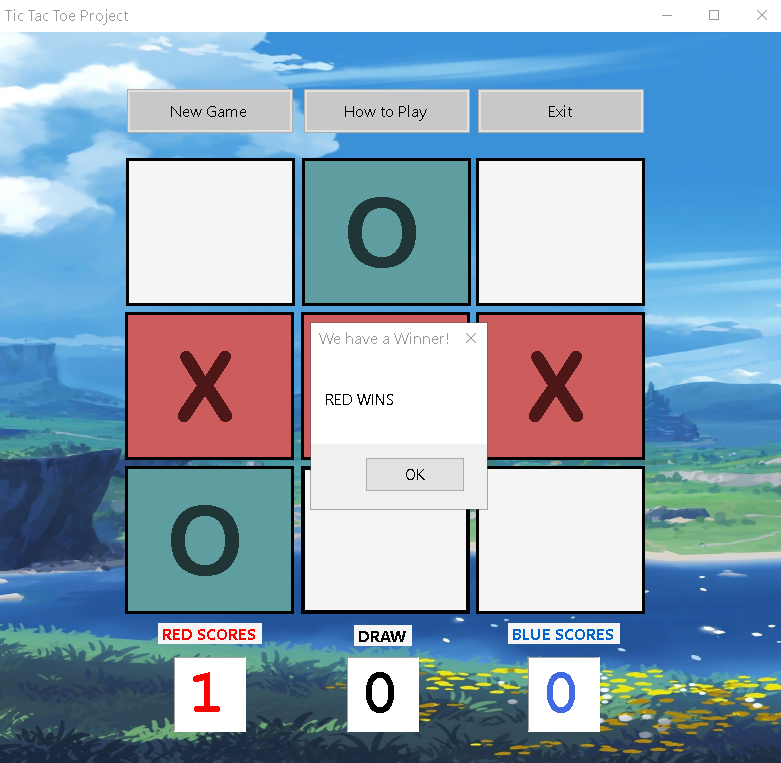 Tic Tac Toe Project
New Game
How to Play
Exit
O
X
We have a Winner!
RED WINS
OK
X
O
RED SCORES
DRAW
BLUE SCORES
1
0
0